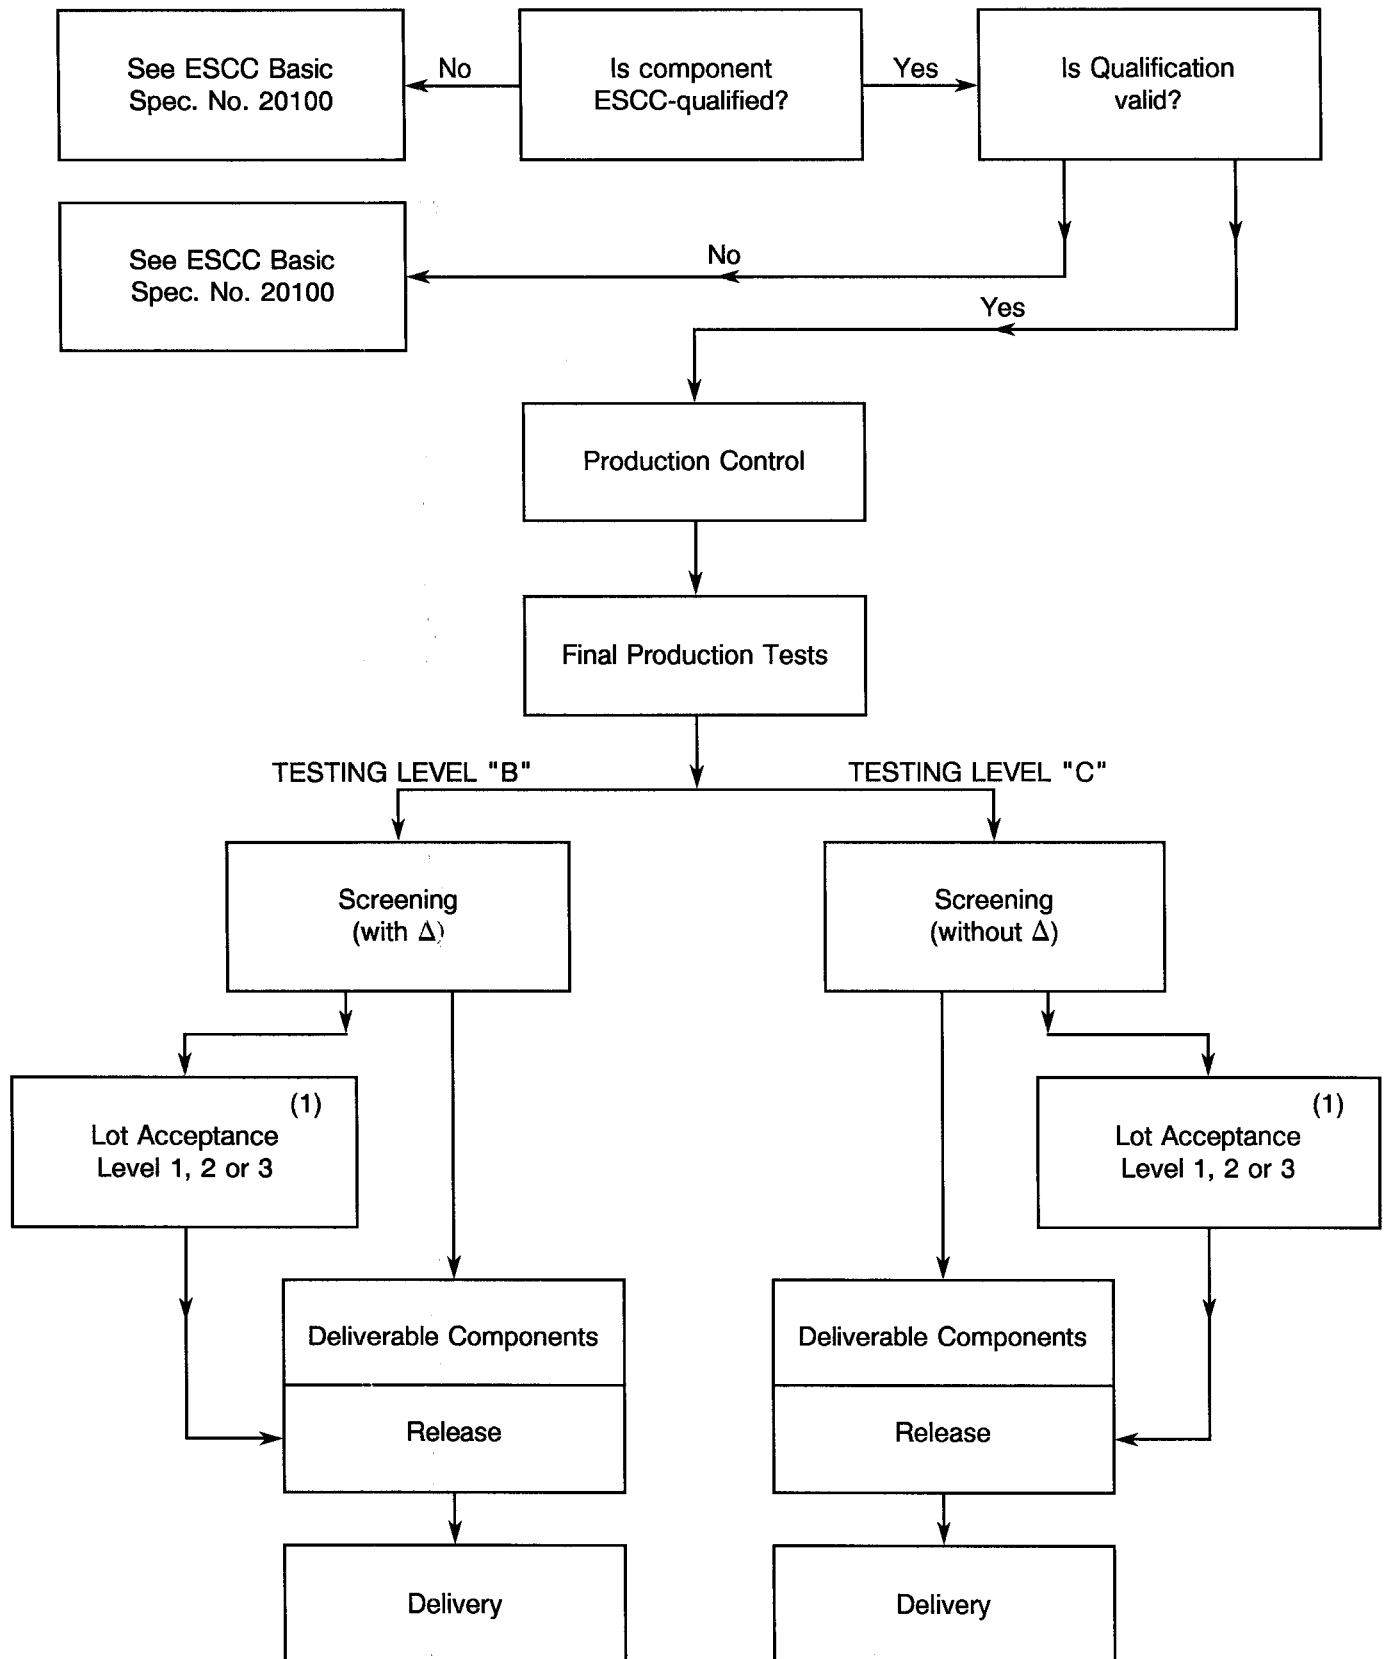 See ESCC Basic
Spec. No. 20100
No
Is component
ESCC-qualified?
Yes
Is Qualification
valid?
See ESCC Basic
Spec. No. 20100
No
Yes
Production Control
Final Production Tests
TESTING LEVEL "B"
TESTING LEVEL "C"
Screening
(with Δ)
Screening
(without Δ)
(1)
Lot Acceptance
Level 1, 2 or 3
(1)
Lot Acceptance
Level 1, 2 or 3
Deliverable Components
Deliverable Components
Release
Release
Delivery
Delivery